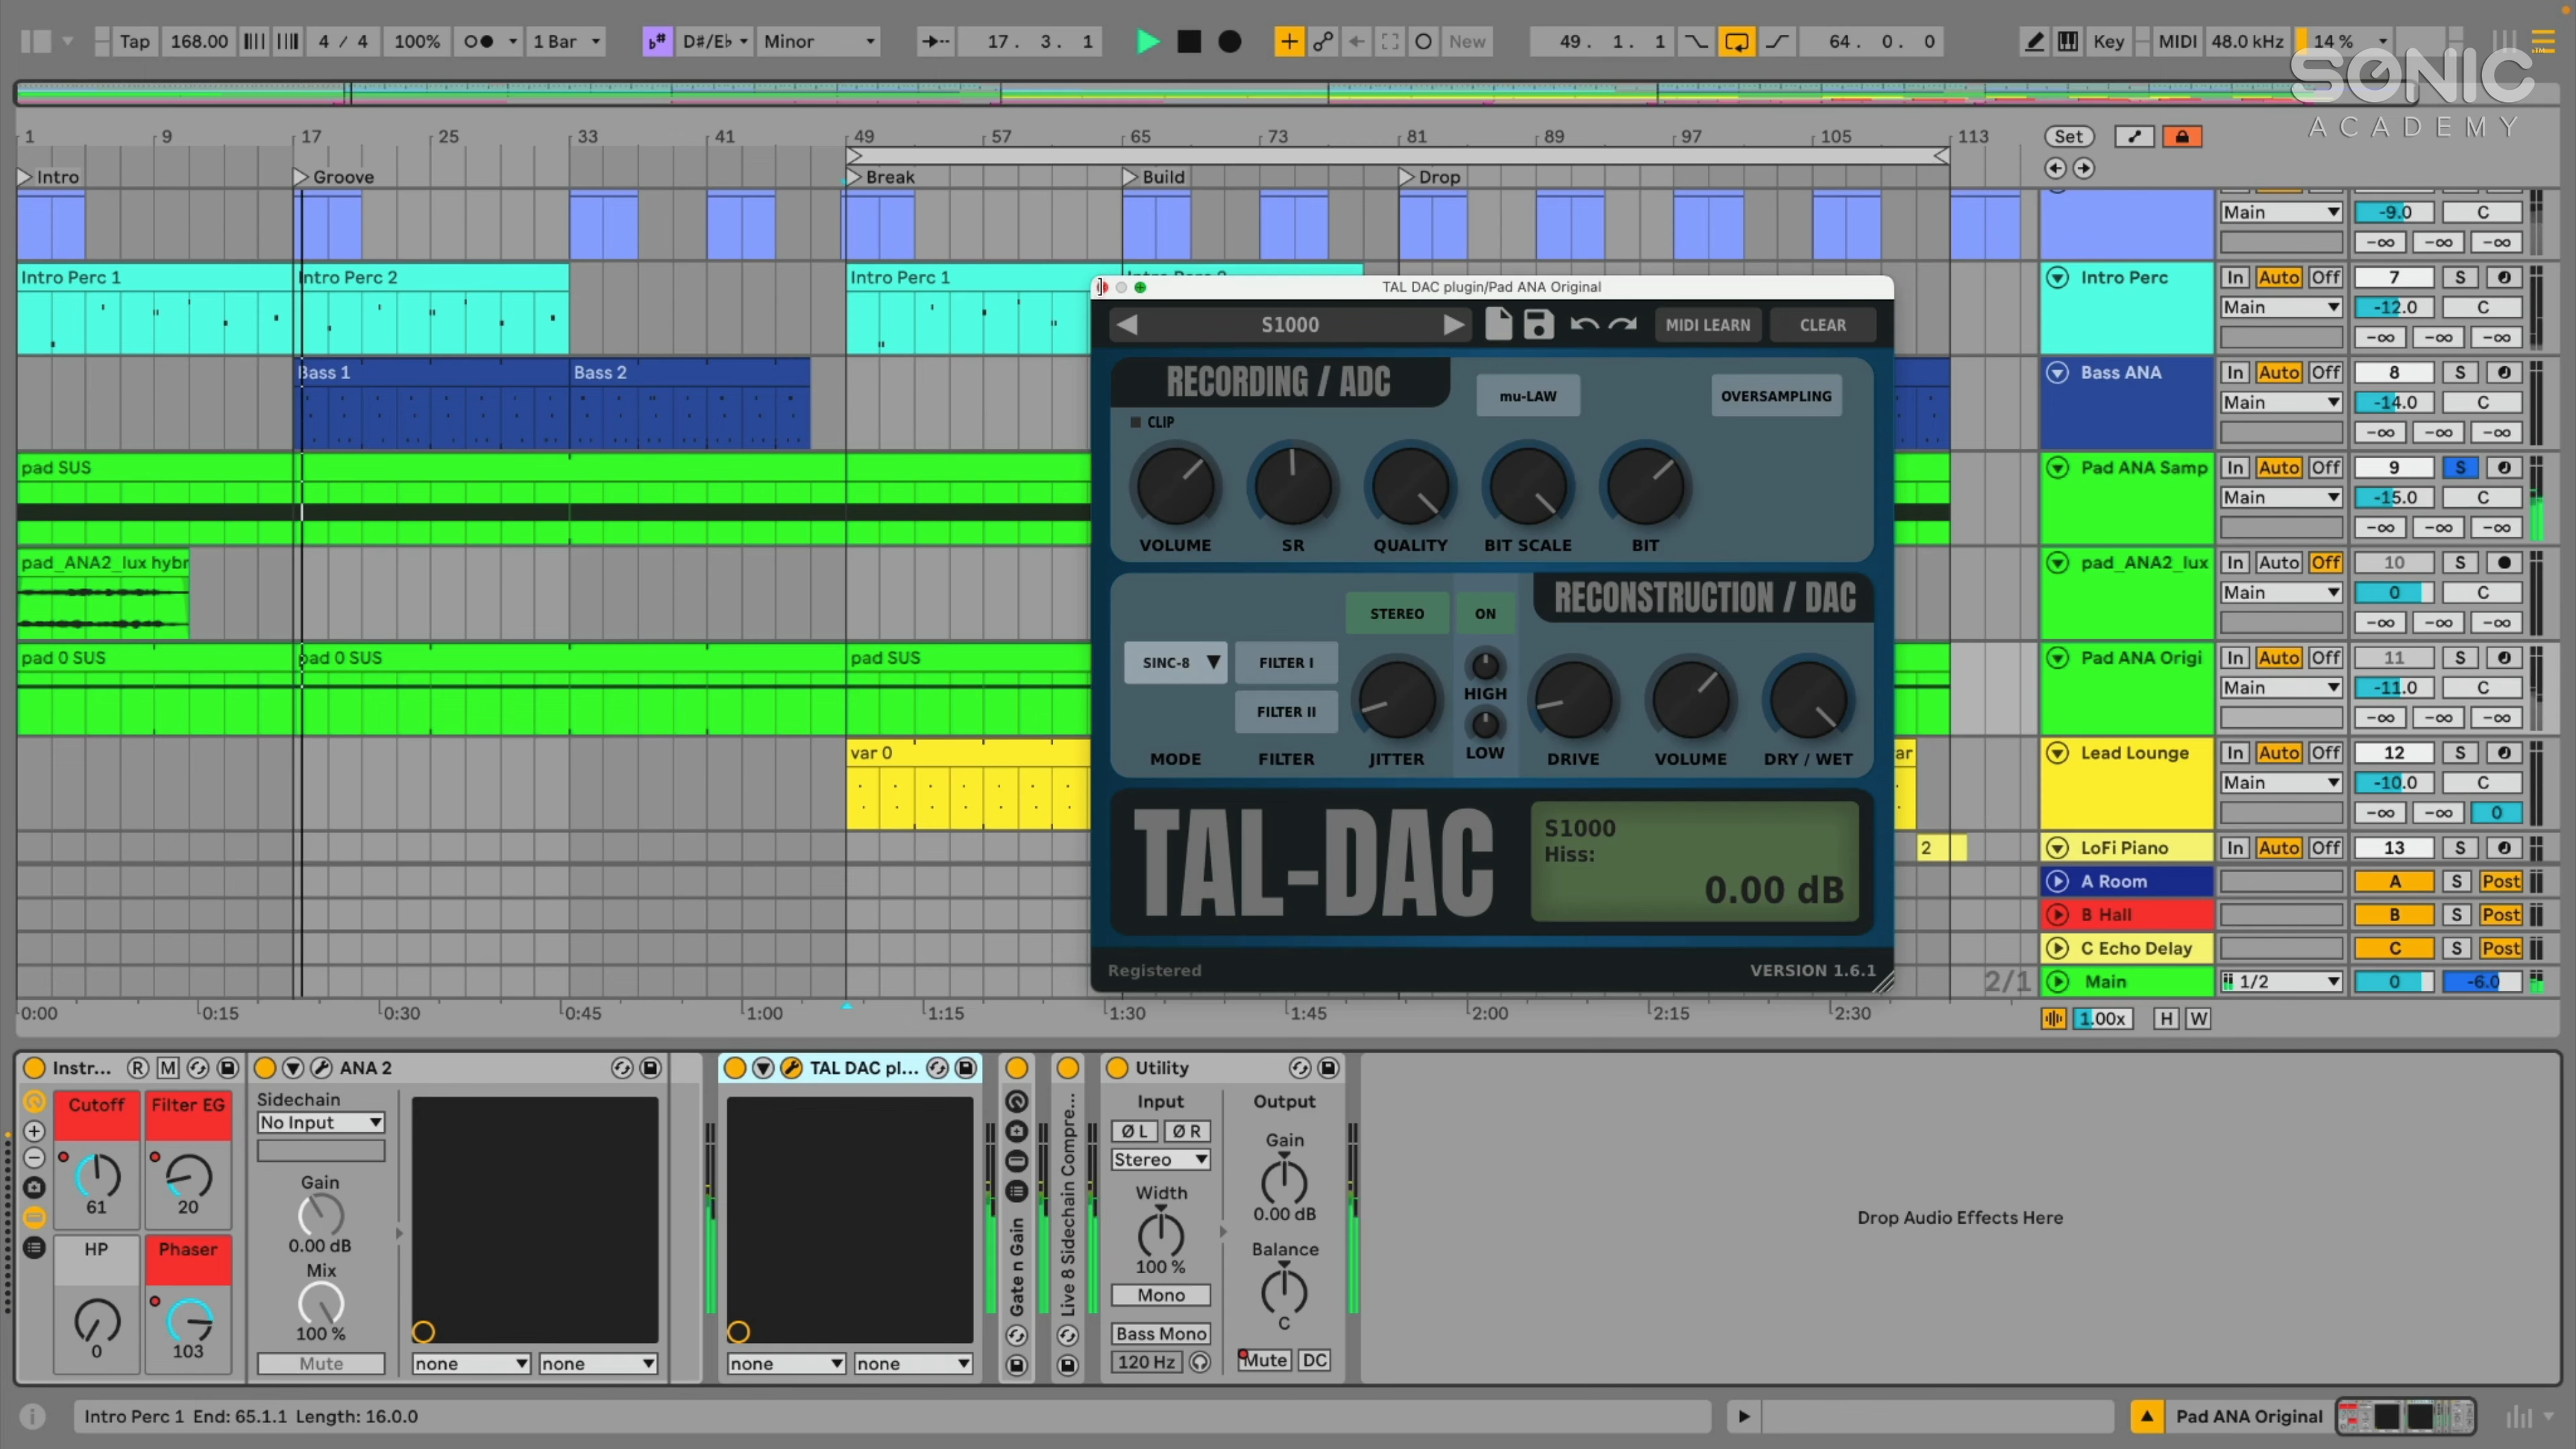 Tap 168.00 4 / 4 100% 1 Bar D#/E♭ Minor 17. 3. 1 New 49. 1. 1 64. 0. 0 Key MIDI 48.0 kHz 14 %
SONIC
ACADEMY
1 9 17 25 33 41 49 57 65 73 81 89 97 105 113 Set
Intro Groove Break Build Drop
Main -9.0 C
-∞ -∞ -∞
Intro Perc 1 Intro Perc 2 Intro Perc 1 Intro Perc In Auto Off 7 S
Main -12.0 C
-∞ -∞ -∞
Bass 1 Bass 2 Bass ANA In Auto Off 8 S
Main -14.0 C
-∞ -∞ -∞
pad SUS Pad ANA Samp In Auto Off 9 S
Main -15.0 C
-∞ -∞ -∞
pad_ANA2_lux hybr pad_ANA2_lux In Auto Off 10 S
Main 0 C
-∞ -∞ -∞
pad 0 SUS pad 0 SUS pad SUS Pad ANA Origi In Auto Off 11 S
Main -11.0 C
-∞ -∞ -∞
var 0 ar Lead Lounge In Auto Off 12 S
Main -10.0 C
-∞ -∞ 0
2 LoFi Piano In Auto Off 13 S
A Room A S Post
B Hall B S Post
C Echo Delay C S Post
2/1 Main 1/2 0 -6.0
0:00 0:15 0:30 0:45 1:00 1:15 1:30 1:45 2:00 2:15 2:30 1.00x H W
TAL DAC plugin/Pad ANA Original
S1000 MIDI LEARN CLEAR
RECORDING / ADC mu-LAW OVERSAMPLING
CLIP
VOLUME SR QUALITY BIT SCALE BIT
STEREO ON RECONSTRUCTION / DAC
SINC-8 FILTER I
HIGH
FILTER II
LOW
MODE FILTER JITTER DRIVE VOLUME DRY / WET
TAL-DAC
S1000
Hiss:
0.00 dB
Registered VERSION 1.6.1
Instr... R M ANA 2 TAL DAC pl... Utility
Cutoff Filter EG
61 20
HP Phaser
0 103
Sidechain
No Input
Gain
0.00 dB
Mix
100 %
Mute none none none none
Gate n Gain
Live 8 Sidechain Compre...
Input Output
Ø L Ø R
Stereo Gain
Width
0.00 dB
100 % Balance
Mono
C
Bass Mono
120 Hz Mute DC
Drop Audio Effects Here
Intro Perc 1 End: 65.1.1 Length: 16.0.0 Pad ANA Original